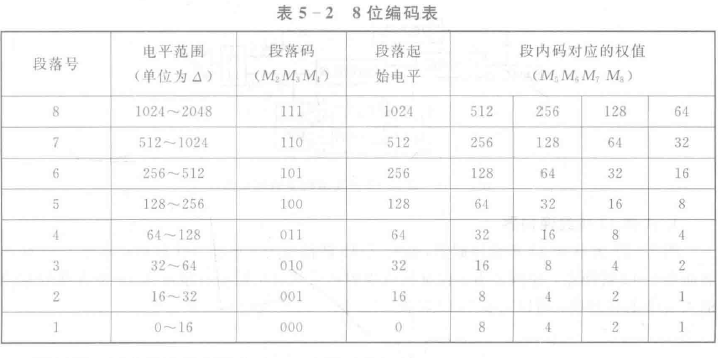 表 5-2 8 位编码表
段落号 电平范围 (单位为 Δ) 段落码 (M₂M₃M₄) 段落起始电平 段内码对应的权值 (M₅M₆M₇M₈)
8 1024～2048 111 1024 512 256 128 64
7 512～1024 110 512 256 128 64 32
6 256～512 101 256 128 64 32 16
5 128～256 100 128 64 32 16 8
4 64～128 011 64 32 16 8 4
3 32～64 010 32 16 8 4 2
2 16～32 001 16 8 4 2 1
1 0～16 000 0 8 4 2 1